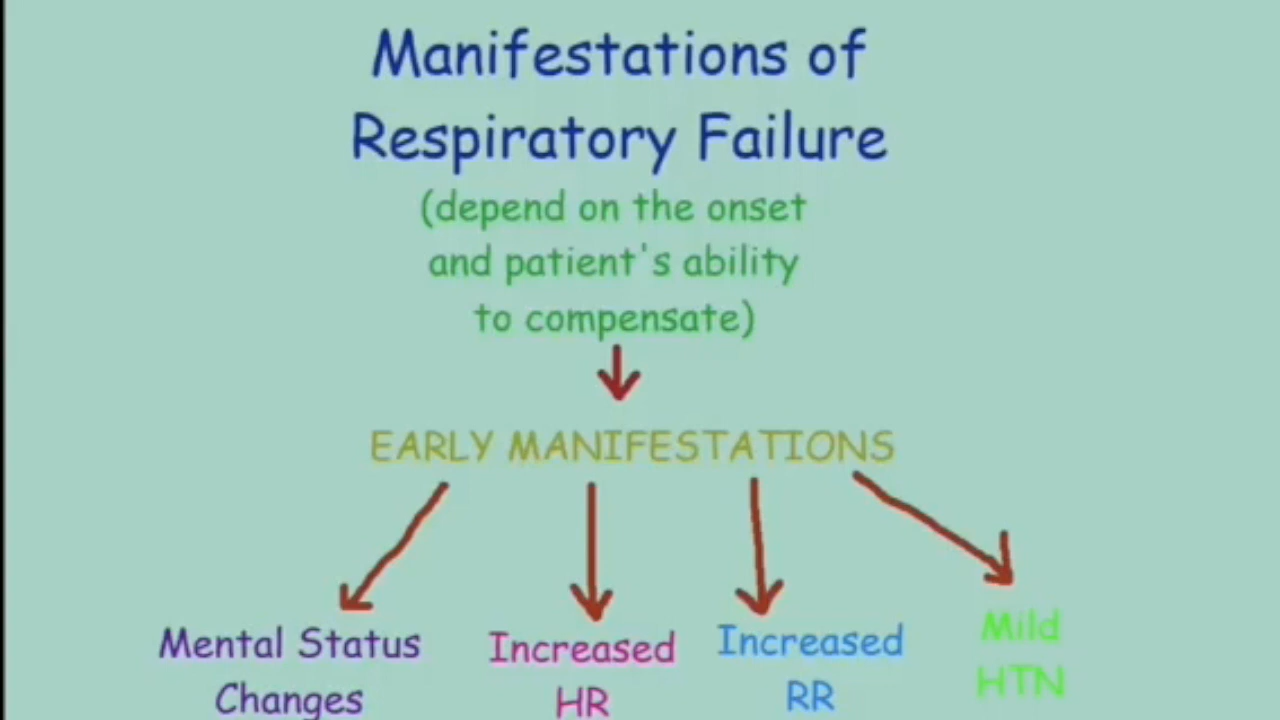 Manifestations of
Respiratory Failure
(depend on the onset
and patient's ability
to compensate)
EARLY MANIFESTATIONS
Mental Status
Changes
Increased
HR
Increased
RR
Mild
HTN